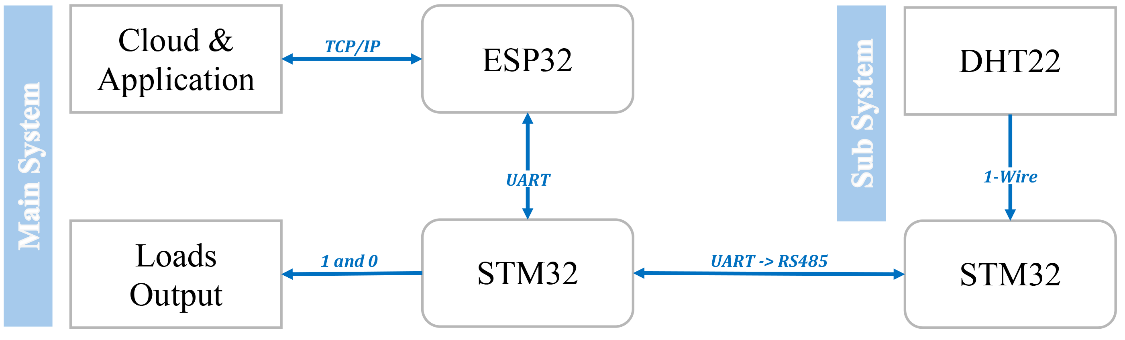 Main System
Cloud &
Application
TCP/IP
ESP32
UART
Loads
Output
1 and 0
STM32
UART -> RS485
Sub System
DHT22
1-Wire
STM32